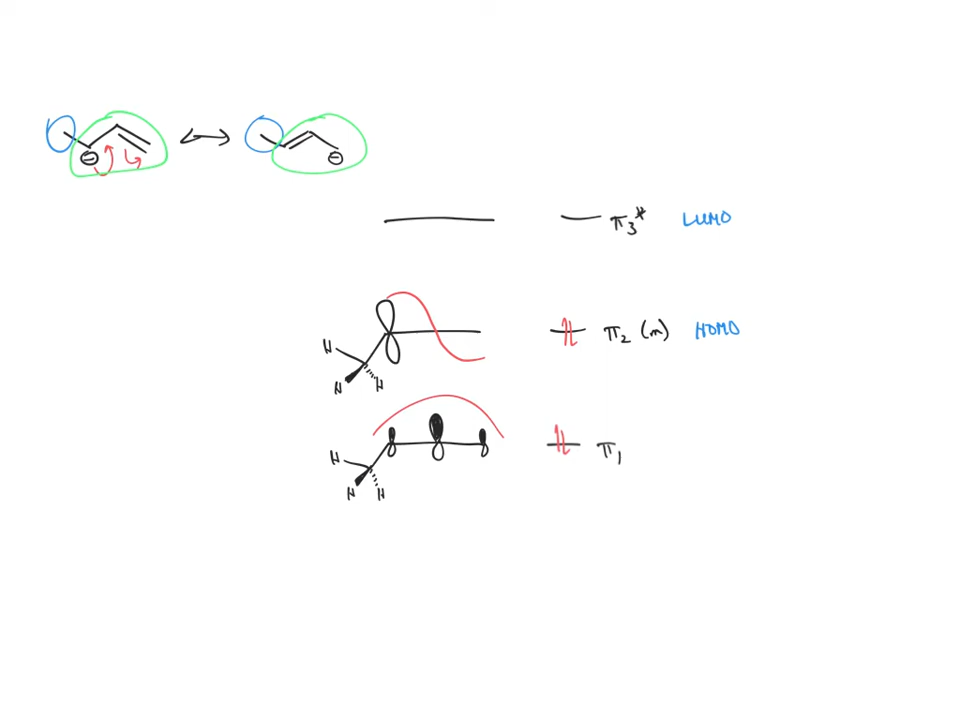 ⊖ ⊖
π3* LUMO
π2 (n) HOMO
H
H H
π1
H
H H